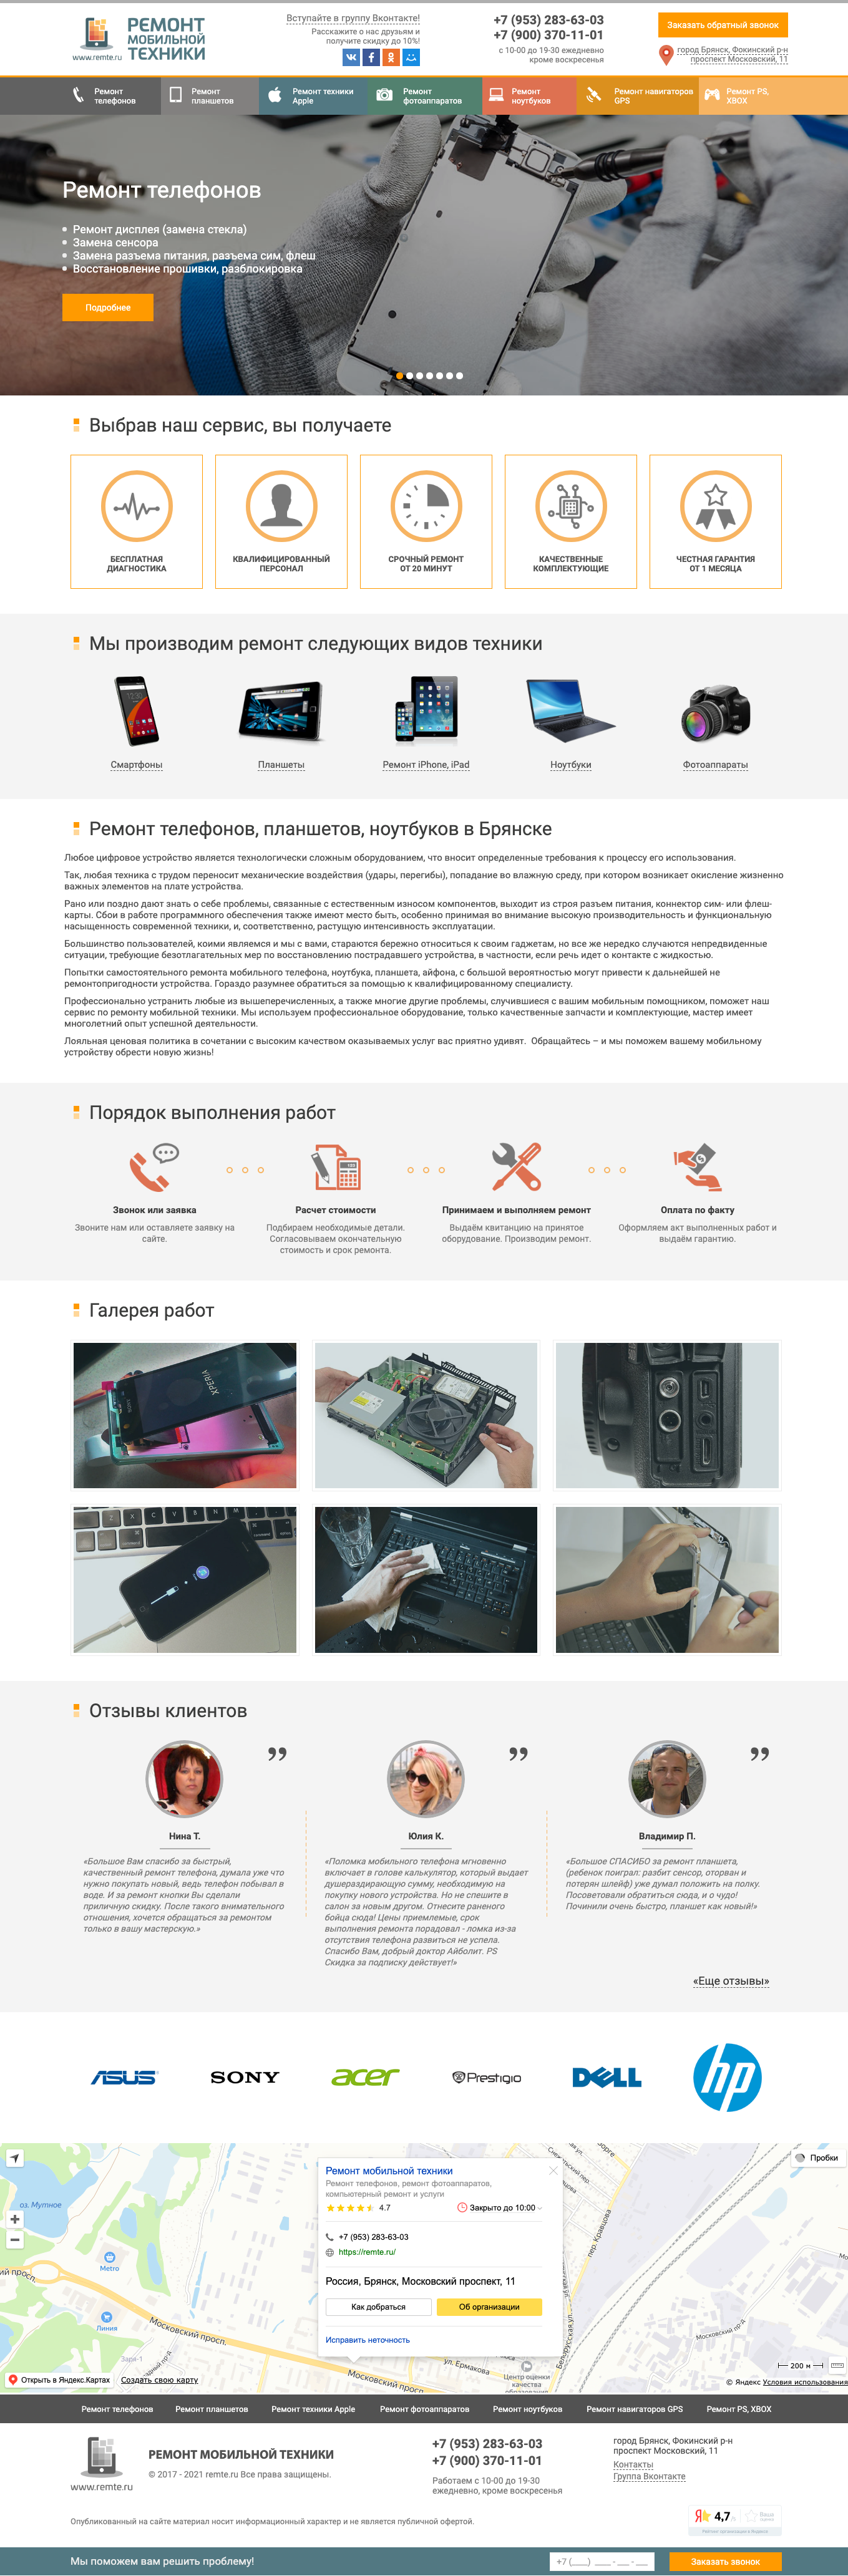 РЕМОНТ
МОБИЛЬНОЙ
ТЕХНИКИ
www.remte.ru
Вступайте в группу Вконтакте!
Расскажите о нас друзьям и
получите скидку до 10%!
+7 (953) 283-63-03
+7 (900) 370-11-01
с 10-00 до 19-30 ежедневно
кроме воскресенья
Заказать обратный звонок
город Брянск, Фокинский р-н
проспект Московский, 11
Ремонт
телефонов
Ремонт
планшетов
Ремонт техники
Apple
Ремонт
фотоаппаратов
Ремонт
ноутбуков
Ремонт навигаторов
GPS
Ремонт PS,
XBOX
Ремонт телефонов
Ремонт дисплея (замена стекла)
Замена сенсора
Замена разъема питания, разъема сим, флеш
Восстановление прошивки, разблокировка
Подробнее
Выбрав наш сервис, вы получаете
БЕСПЛАТНАЯ
ДИАГНОСТИКА
КВАЛИФИЦИРОВАННЫЙ
ПЕРСОНАЛ
СРОЧНЫЙ РЕМОНТ
ОТ 20 МИНУТ
КАЧЕСТВЕННЫЕ
КОМПЛЕКТУЮЩИЕ
ЧЕСТНАЯ ГАРАНТИЯ
ОТ 1 МЕСЯЦА
Мы производим ремонт следующих видов техники
Смартфоны
Планшеты
Ремонт iPhone, iPad
Ноутбуки
Фотоаппараты
Ремонт телефонов, планшетов, ноутбуков в Брянске
Любое цифровое устройство является технологически сложным оборудованием, что вносит определенные требования к процессу его использования.
Так, любая техника с трудом переносит механические воздействия (удары, перегибы), попадание во влажную среду, при котором возникает окисление жизненно
важных элементов на плате устройства.
Рано или поздно дают знать о себе проблемы, связанные с естественным износом компонентов, выходит из строя разъем питания, коннектор сим- или флеш-
карты. Сбои в работе программного обеспечения также имеют место быть, особенно принимая во внимание высокую производительность и функциональную
насыщенность современной техники, и, соответственно, растущую интенсивность эксплуатации.
Большинство пользователей, коими являемся и мы с вами, стараются бережно относиться к своим гаджетам, но все же нередко случаются непредвиденные
ситуации, требующие безотлагательных мер по восстановлению пострадавшего устройства, в частности, если речь идет о контакте с жидкостью.
Попытки самостоятельного ремонта мобильного телефона, ноутбука, планшета, айфона, с большой вероятностью могут привести к дальнейшей не
ремонтопригодности устройства. Гораздо разумнее обратиться за помощью к квалифицированному специалисту.
Профессионально устранить любые из вышеперечисленных, а также многие другие проблемы, случившиеся с вашим мобильным помощником, поможет наш
сервис по ремонту мобильной техники. Мы используем профессиональное оборудование, только качественные запчасти и комплектующие, мастер имеет
многолетний опыт успешной деятельности.
Лояльная ценовая политика в сочетании с высоким качеством оказываемых услуг вас приятно удивят. Обращайтесь – и мы поможем вашему мобильному
устройству обрести новую жизнь!
Порядок выполнения работ
Звонок или заявка
Звоните нам или оставляете заявку на
сайте.
Расчет стоимости
Подбираем необходимые детали.
Согласовываем окончательную
стоимость и срок ремонта.
Принимаем и выполняем ремонт
Выдаём квитанцию на принятое
оборудование. Производим ремонт.
Оплата по факту
Оформляем акт выполненных работ и
выдаём гарантию.
Галерея работ
XPERIA
SONY
Отзывы клиентов
Нина Т.
«Большое Вам спасибо за быстрый,
качественный ремонт телефона, думала уже что
нужно покупать новый, ведь телефон побывал в
воде. И за ремонт кнопки Вы сделали
приличную скидку. После такого внимательного
отношения, хочется обращаться за ремонтом
только в вашу мастерскую.»
Юлия К.
«Поломка мобильного телефона мгновенно
включает в голове калькулятор, который выдает
душераздирающую сумму, необходимую на
покупку нового устройства. Но не спешите в
салон за новым другом. Отнесите раненого
бойца сюда! Цены приемлемые, срок
выполнения ремонта порадовал - ломка из-за
отсутствия телефона развиться не успела.
Спасибо Вам, добрый доктор Айболит. PS
Скидка за подписку действует!»
Владимир П.
«Большое СПАСИБО за ремонт планшета,
(ребенок поиграл: разбит сенсор, оторван и
потерян шлейф) уже думал положить на полку.
Посоветовали обратиться сюда, и о чудо!
Починили очень быстро, планшет как новый!»
«Еще отзывы»
ASUS
SONY
acer
Prestigio
DELL
hp
Пробки
оз. Мутное
Metro
Линия
Московский просп.
Московский просп.
ул. Ермакова
Белорусская ул.
пер. Кравцова
Московский пр-д
Центр оценки
качества
образования
Ремонт мобильной техники
Ремонт телефонов, ремонт фотоаппаратов,
компьютерный ремонт и услуги
4.7
Закрыто до 10:00
+7 (953) 283-63-03
https://remte.ru/
Россия, Брянск, Московский проспект, 11
Как добраться
Об организации
Исправить неточность
Открыть в Яндекс.Картах
Создать свою карту
200 м
© Яндекс Условия использования
Ремонт телефонов
Ремонт планшетов
Ремонт техники Apple
Ремонт фотоаппаратов
Ремонт ноутбуков
Ремонт навигаторов GPS
Ремонт PS, XBOX
www.remte.ru
РЕМОНТ МОБИЛЬНОЙ ТЕХНИКИ
© 2017 - 2021 remte.ru Все права защищены.
+7 (953) 283-63-03
+7 (900) 370-11-01
Работаем с 10-00 до 19-30
ежедневно, кроме воскресенья
город Брянск, Фокинский р-н
проспект Московский, 11
Контакты
Группа Вконтакте
Опубликованный на сайте материал носит информационный характер и не является публичной офертой.
Я 4,7
Ваша
оценка
Рейтинг организации в Яндексе
Мы поможем вам решить проблему!
+7 (___) ___-__-__
Заказать звонок